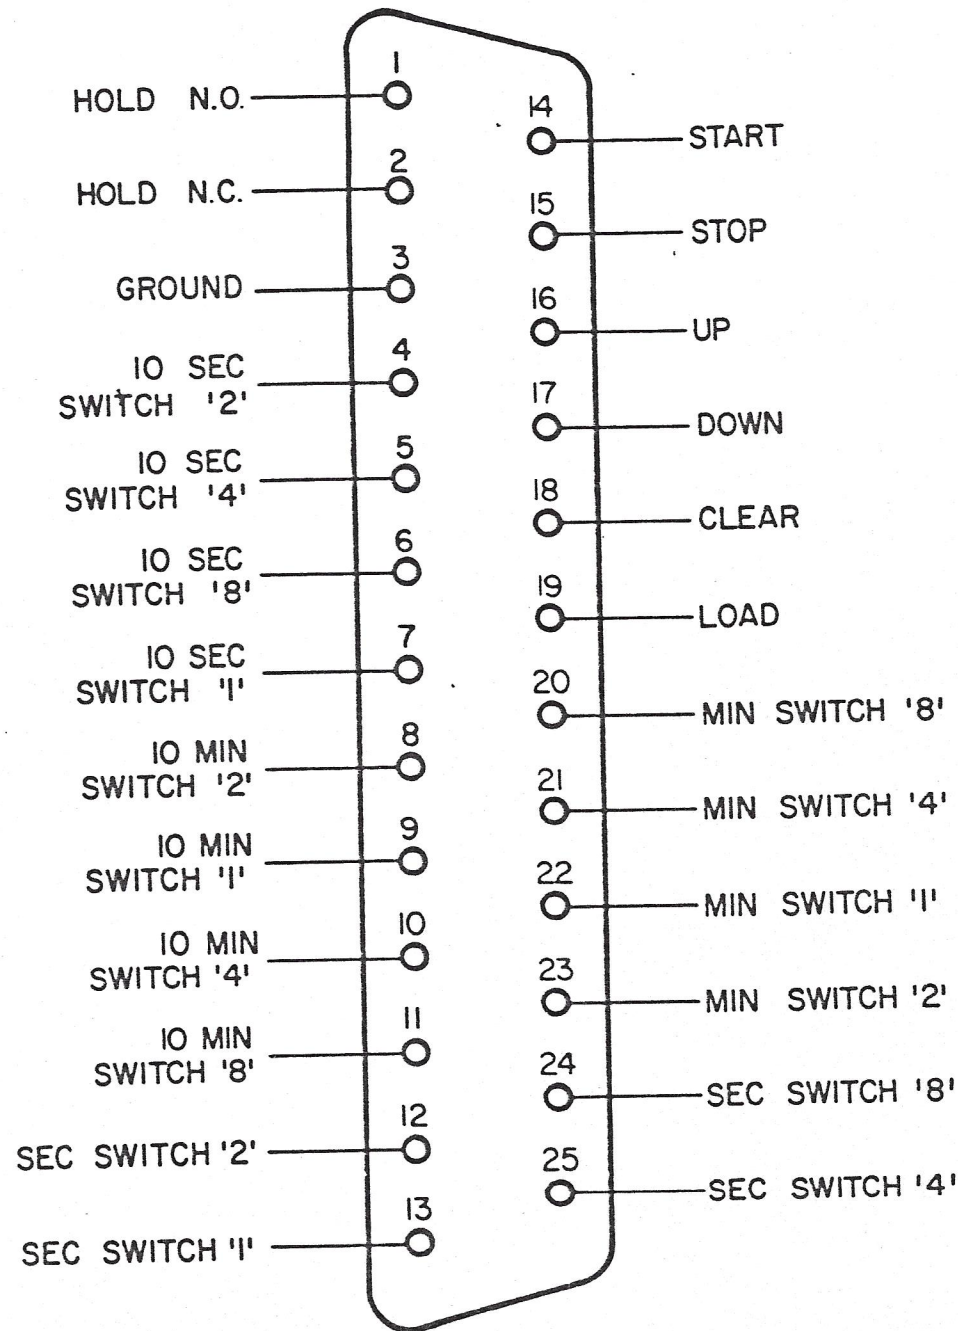 1
HOLD N.O.
2
HOLD N.C.
3
GROUND
4
10 SEC
SWITCH '2'
5
10 SEC
SWITCH '4'
6
10 SEC
SWITCH '8'
7
10 SEC
SWITCH '1'
8
10 MIN
SWITCH '2'
9
10 MIN
SWITCH '1'
10
10 MIN
SWITCH '4'
11
10 MIN
SWITCH '8'
12
SEC SWITCH '2'
13
SEC SWITCH '1'
14
START
15
STOP
16
UP
17
DOWN
18
CLEAR
19
LOAD
20
MIN SWITCH '8'
21
MIN SWITCH '4'
22
MIN SWITCH '1'
23
MIN SWITCH '2'
24
SEC SWITCH '8'
25
SEC SWITCH '4'